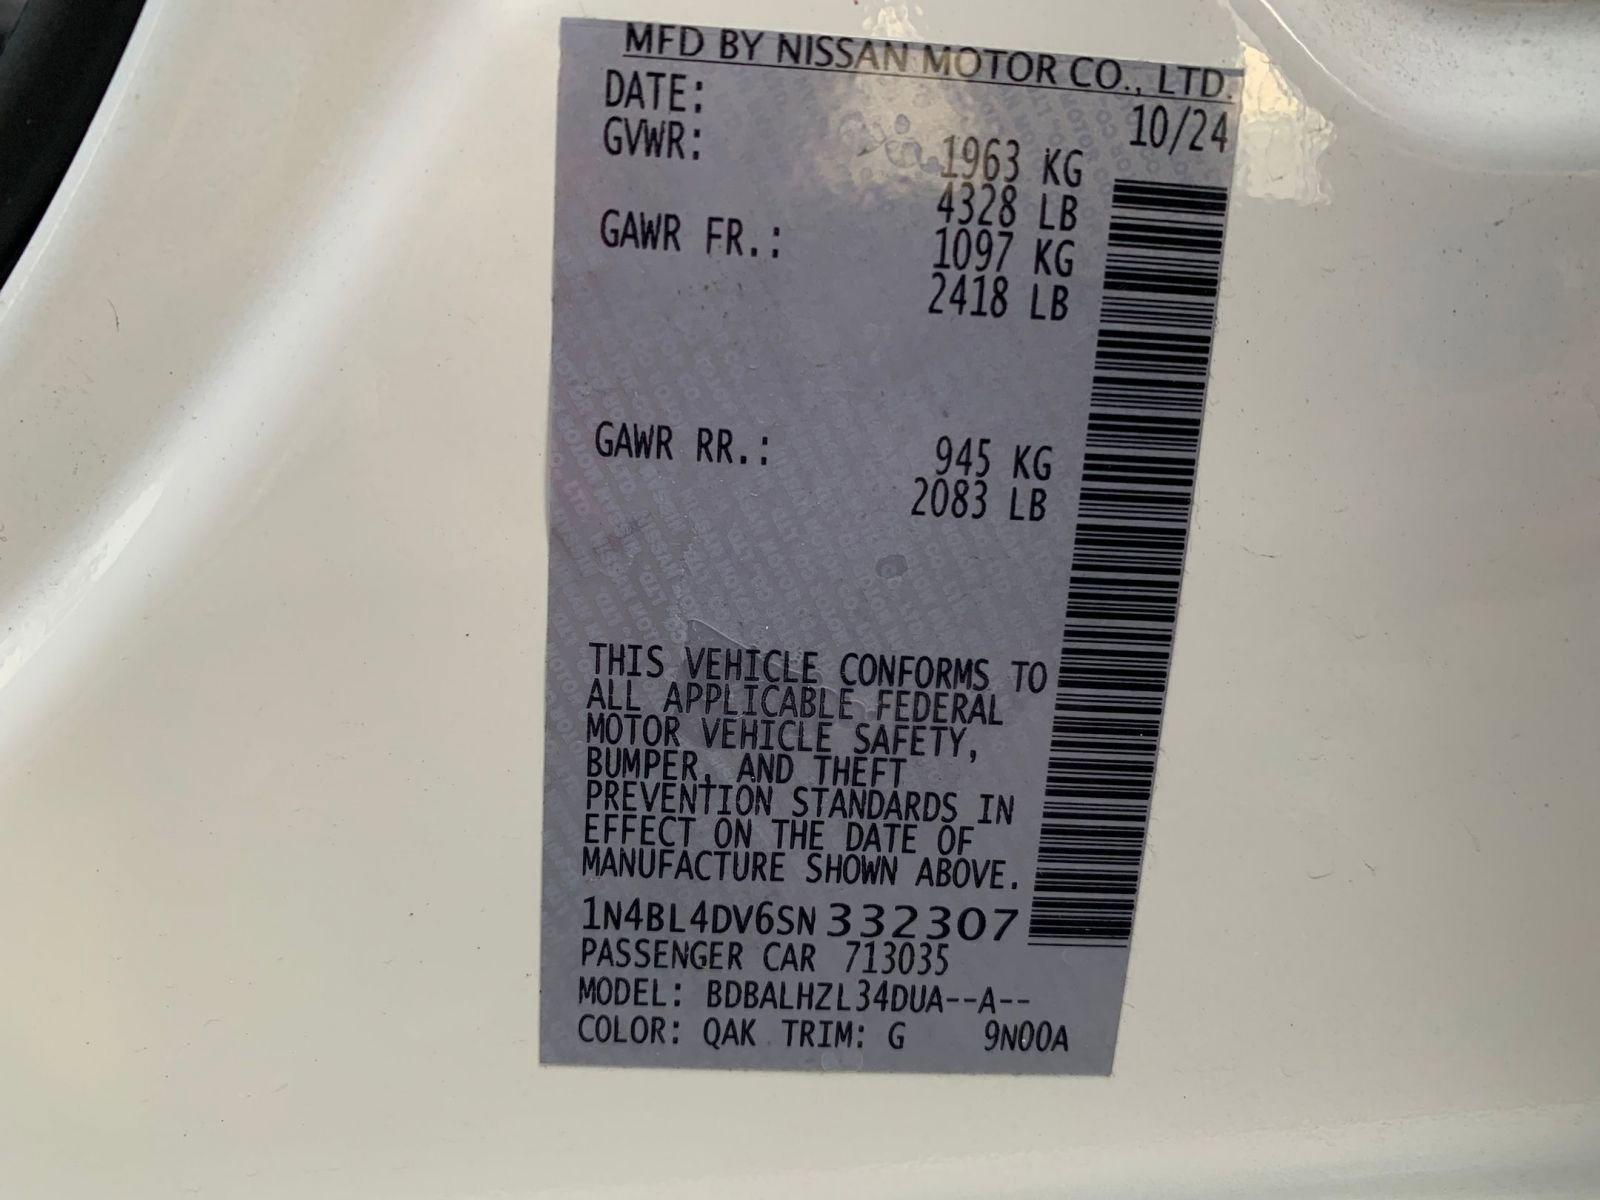 MFD BY NISSAN MOTOR CO., LTD.
DATE: 10/24
GVWR: 1963 KG
4328 LB
GAWR FR.: 1097 KG
2418 LB
GAWR RR.: 945 KG
2083 LB
THIS VEHICLE CONFORMS TO
ALL APPLICABLE FEDERAL
MOTOR VEHICLE SAFETY,
BUMPER, AND THEFT
PREVENTION STANDARDS IN
EFFECT ON THE DATE OF
MANUFACTURE SHOWN ABOVE.
1N4BL4DV6SN332307
PASSENGER CAR 713035
MODEL: BDBALHZL34DUA--A--
COLOR: QAK TRIM: G 9N00A